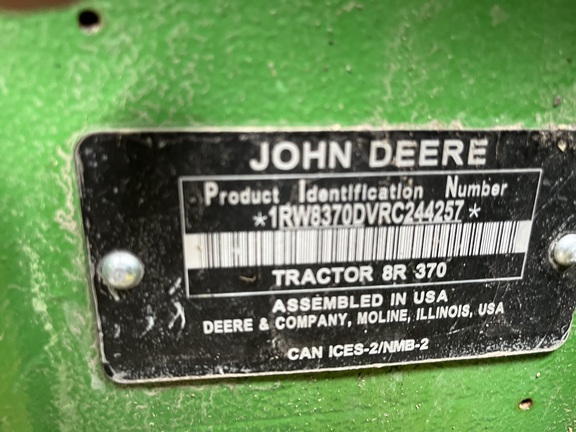 JOHN DEERE
Product Identification Number
*1RW8370DVRC244257*
TRACTOR 8R 370
ASSEMBLED IN USA
DEERE & COMPANY, MOLINE, ILLINOIS, USA
CAN ICES-2/NMB-2